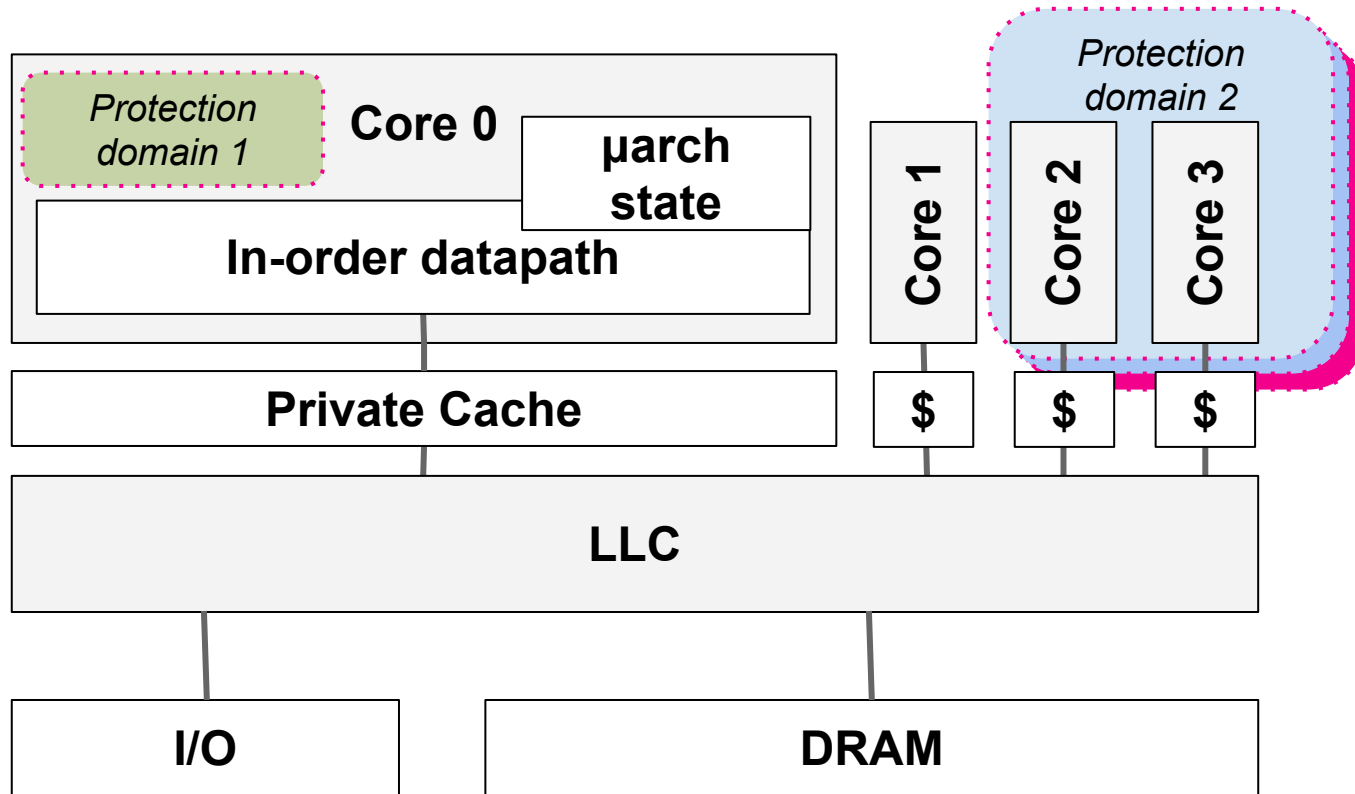 Protection
domain 1
Core 0
µarch
state
In-order datapath
Protection
domain 2
Core 1
Core 2
Core 3
Private Cache
$
$
$
LLC
I/O
DRAM